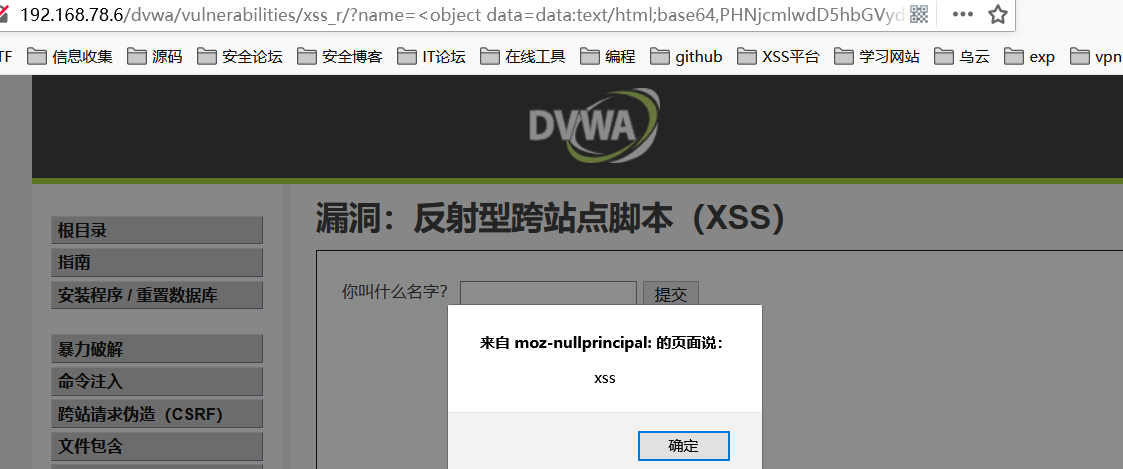 192.168.78.6/dvwa/vulnerabilities/xss_r/?name=<object data=data:text/html;base64,PHNjcmlwdD5hbGVyd
TF 信息收集 源码 安全论坛 安全博客 IT论坛 在线工具 编程 github XSS平台 学习网站 乌云 exp vpn
DVWA
漏洞：反射型跨站点脚本（XSS）
根目录
指南
安装程序 / 重置数据库
暴力破解
命令注入
跨站请求伪造（CSRF）
文件包含
你叫什么名字？ 提交
来自 moz-nullprincipal: 的页面说：
xss
确定